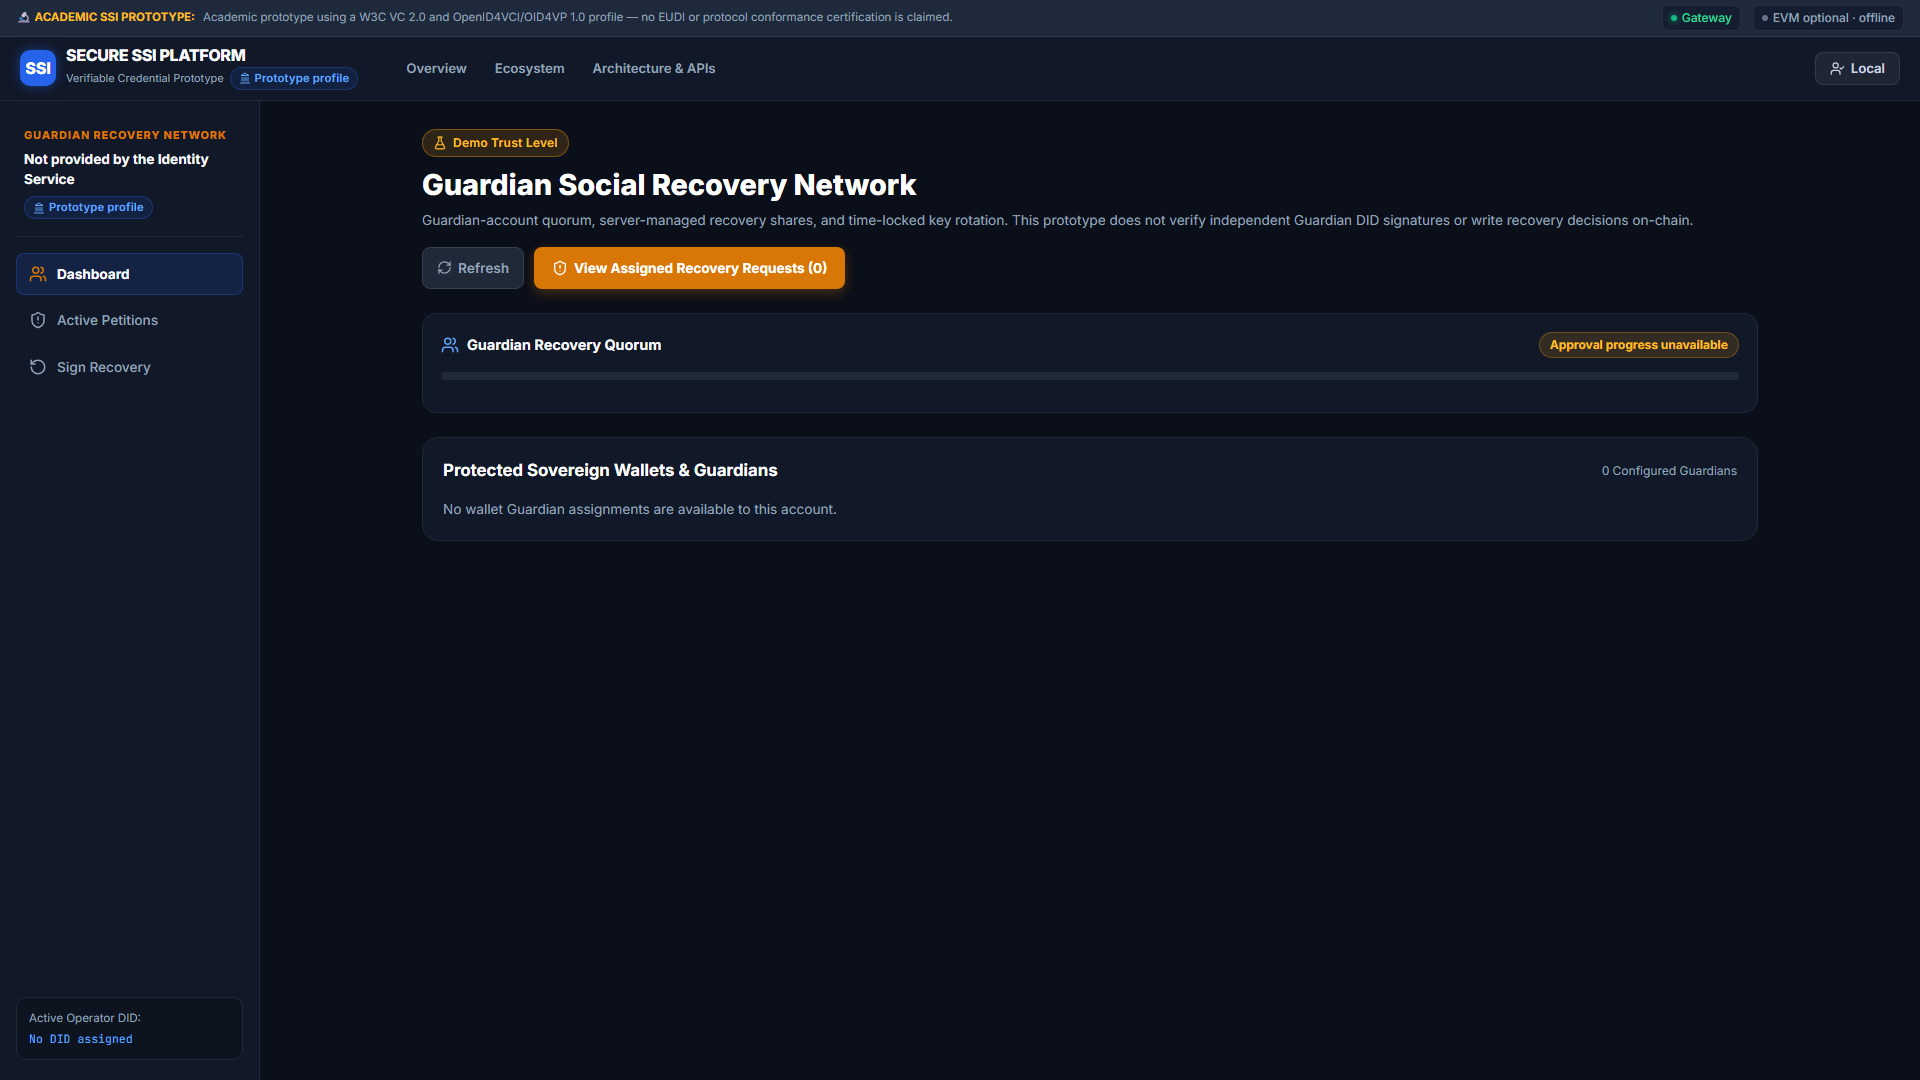 ACADEMIC SSI PROTOTYPE: Academic prototype using a W3C VC 2.0 and OpenID4VCI/OID4VP 1.0 profile — no EUDI or protocol conformance certification is claimed.
Gateway
EVM optional · offline
SSI
SECURE SSI PLATFORM
Verifiable Credential Prototype
Prototype profile
Overview
Ecosystem
Architecture & APIs
Local
GUARDIAN RECOVERY NETWORK
Not provided by the Identity
Service
Prototype profile
Dashboard
Active Petitions
Sign Recovery
Active Operator DID:
No DID assigned
Demo Trust Level
Guardian Social Recovery Network
Guardian-account quorum, server-managed recovery shares, and time-locked key rotation. This prototype does not verify independent Guardian DID signatures or write recovery decisions on-chain.
Refresh
View Assigned Recovery Requests (0)
Guardian Recovery Quorum
Approval progress unavailable
Protected Sovereign Wallets & Guardians
0 Configured Guardians
No wallet Guardian assignments are available to this account.